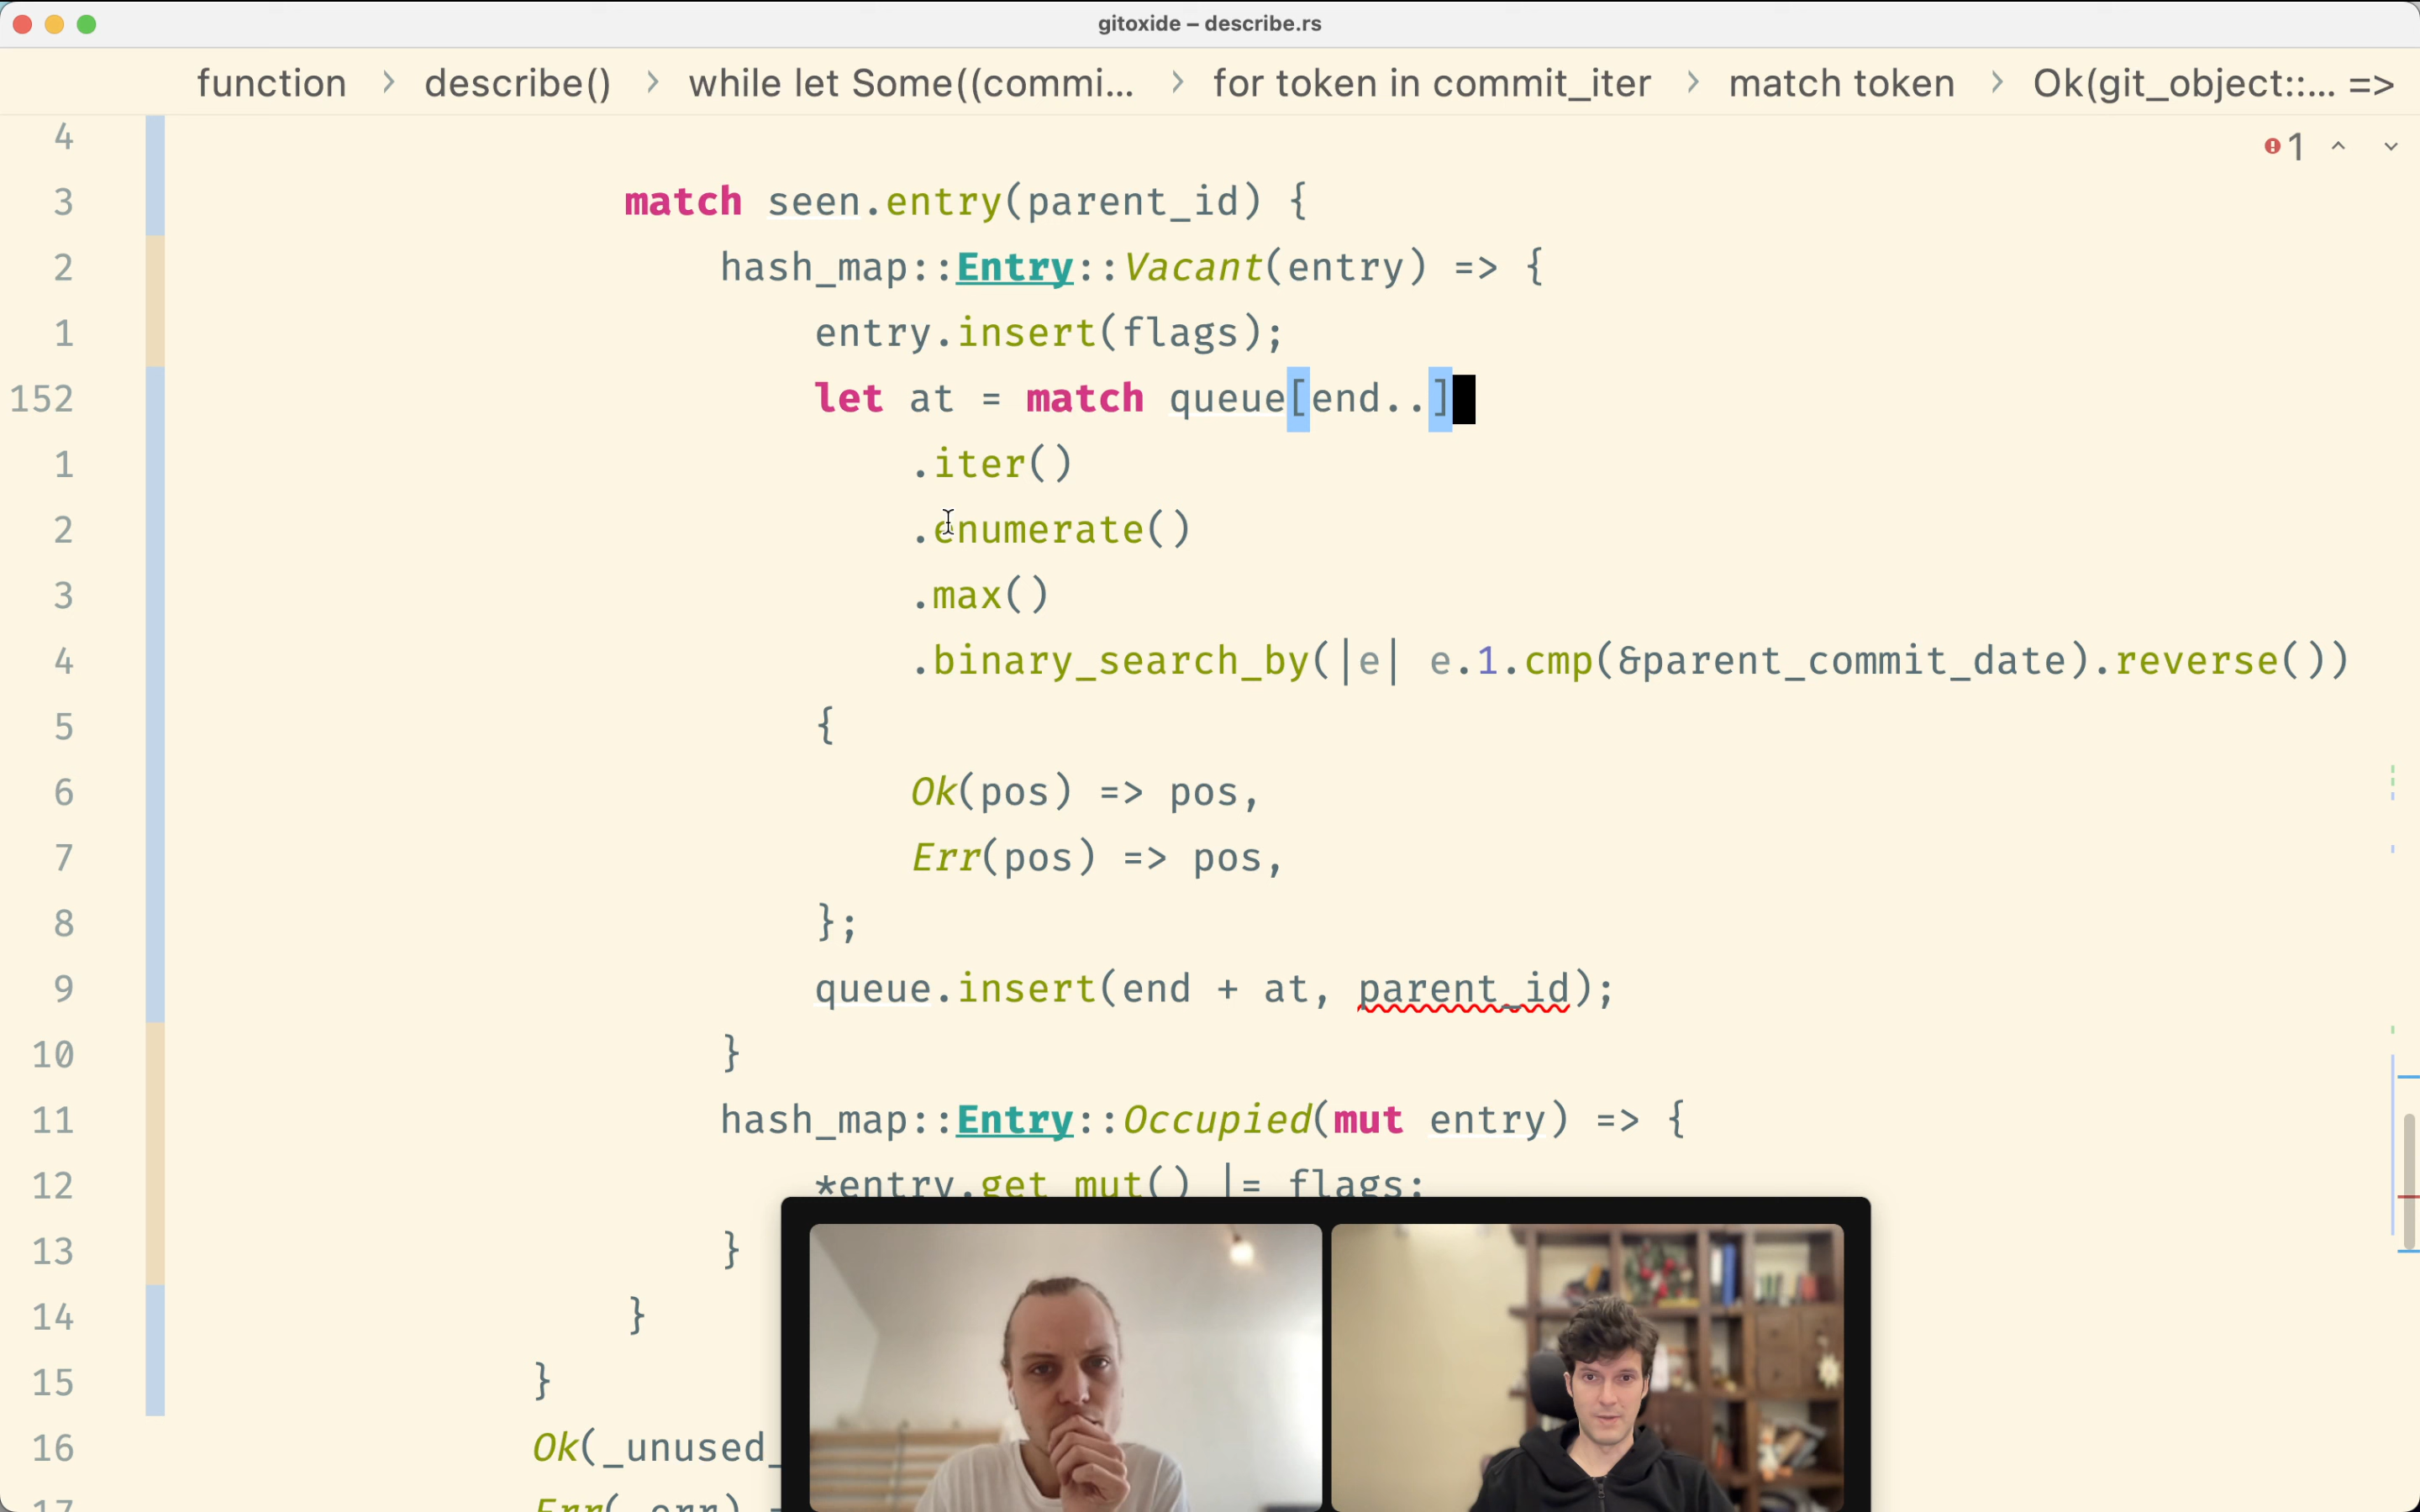 gitoxide – describe.rs
function > describe() > while let Some((commi... > for token in commit_iter > match token > Ok(git_object::... =>
4
1
3 match seen.entry(parent_id) {
2 hash_map::Entry::Vacant(entry) => {
1 entry.insert(flags);
152 let at = match queue[end..]
1 .iter()
2 .enumerate()
3 .max()
4 .binary_search_by(|e| e.1.cmp(&parent_commit_date).reverse())
5 {
6 Ok(pos) => pos,
7 Err(pos) => pos,
8 };
9 queue.insert(end + at, parent_id);
10 }
11 hash_map::Entry::Occupied(mut entry) => {
12 *entry.get_mut() |= flags;
13 }
14 }
15 }
16 Ok(_unused_
17 Err(_err) =